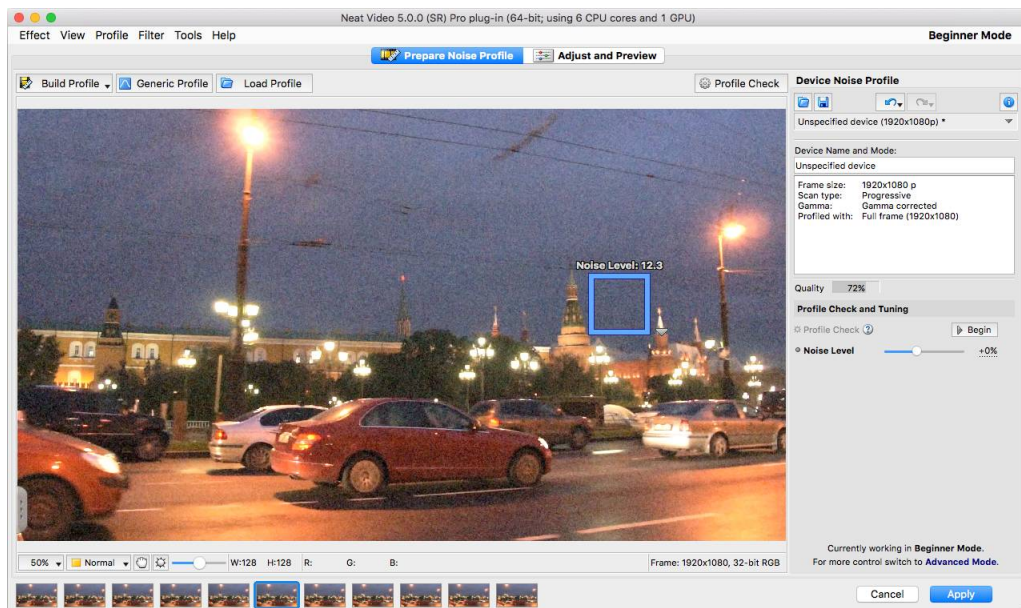 Neat Video 5.0.0 (SR) Pro plug-in (64-bit; using 6 CPU cores and 1 GPU)
Effect View Profile Filter Tools Help
Beginner Mode
Prepare Noise Profile
Adjust and Preview
Build Profile
Generic Profile
Load Profile
Profile Check
Device Noise Profile
Unspecified device (1920x1080p) *
Device Name and Mode:
Unspecified device
Frame size: 1920x1080 p
Scan type: Progressive
Gamma: Gamma corrected
Profiled with: Full frame (1920x1080)
Noise Level: 12.3
Quality 72%
Profile Check and Tuning
Profile Check ?
Begin
Noise Level +0%
Currently working in Beginner Mode.
For more control switch to Advanced Mode.
50% Normal W:128 H:128 R: G: B: Frame: 1920x1080, 32-bit RGB
Cancel
Apply